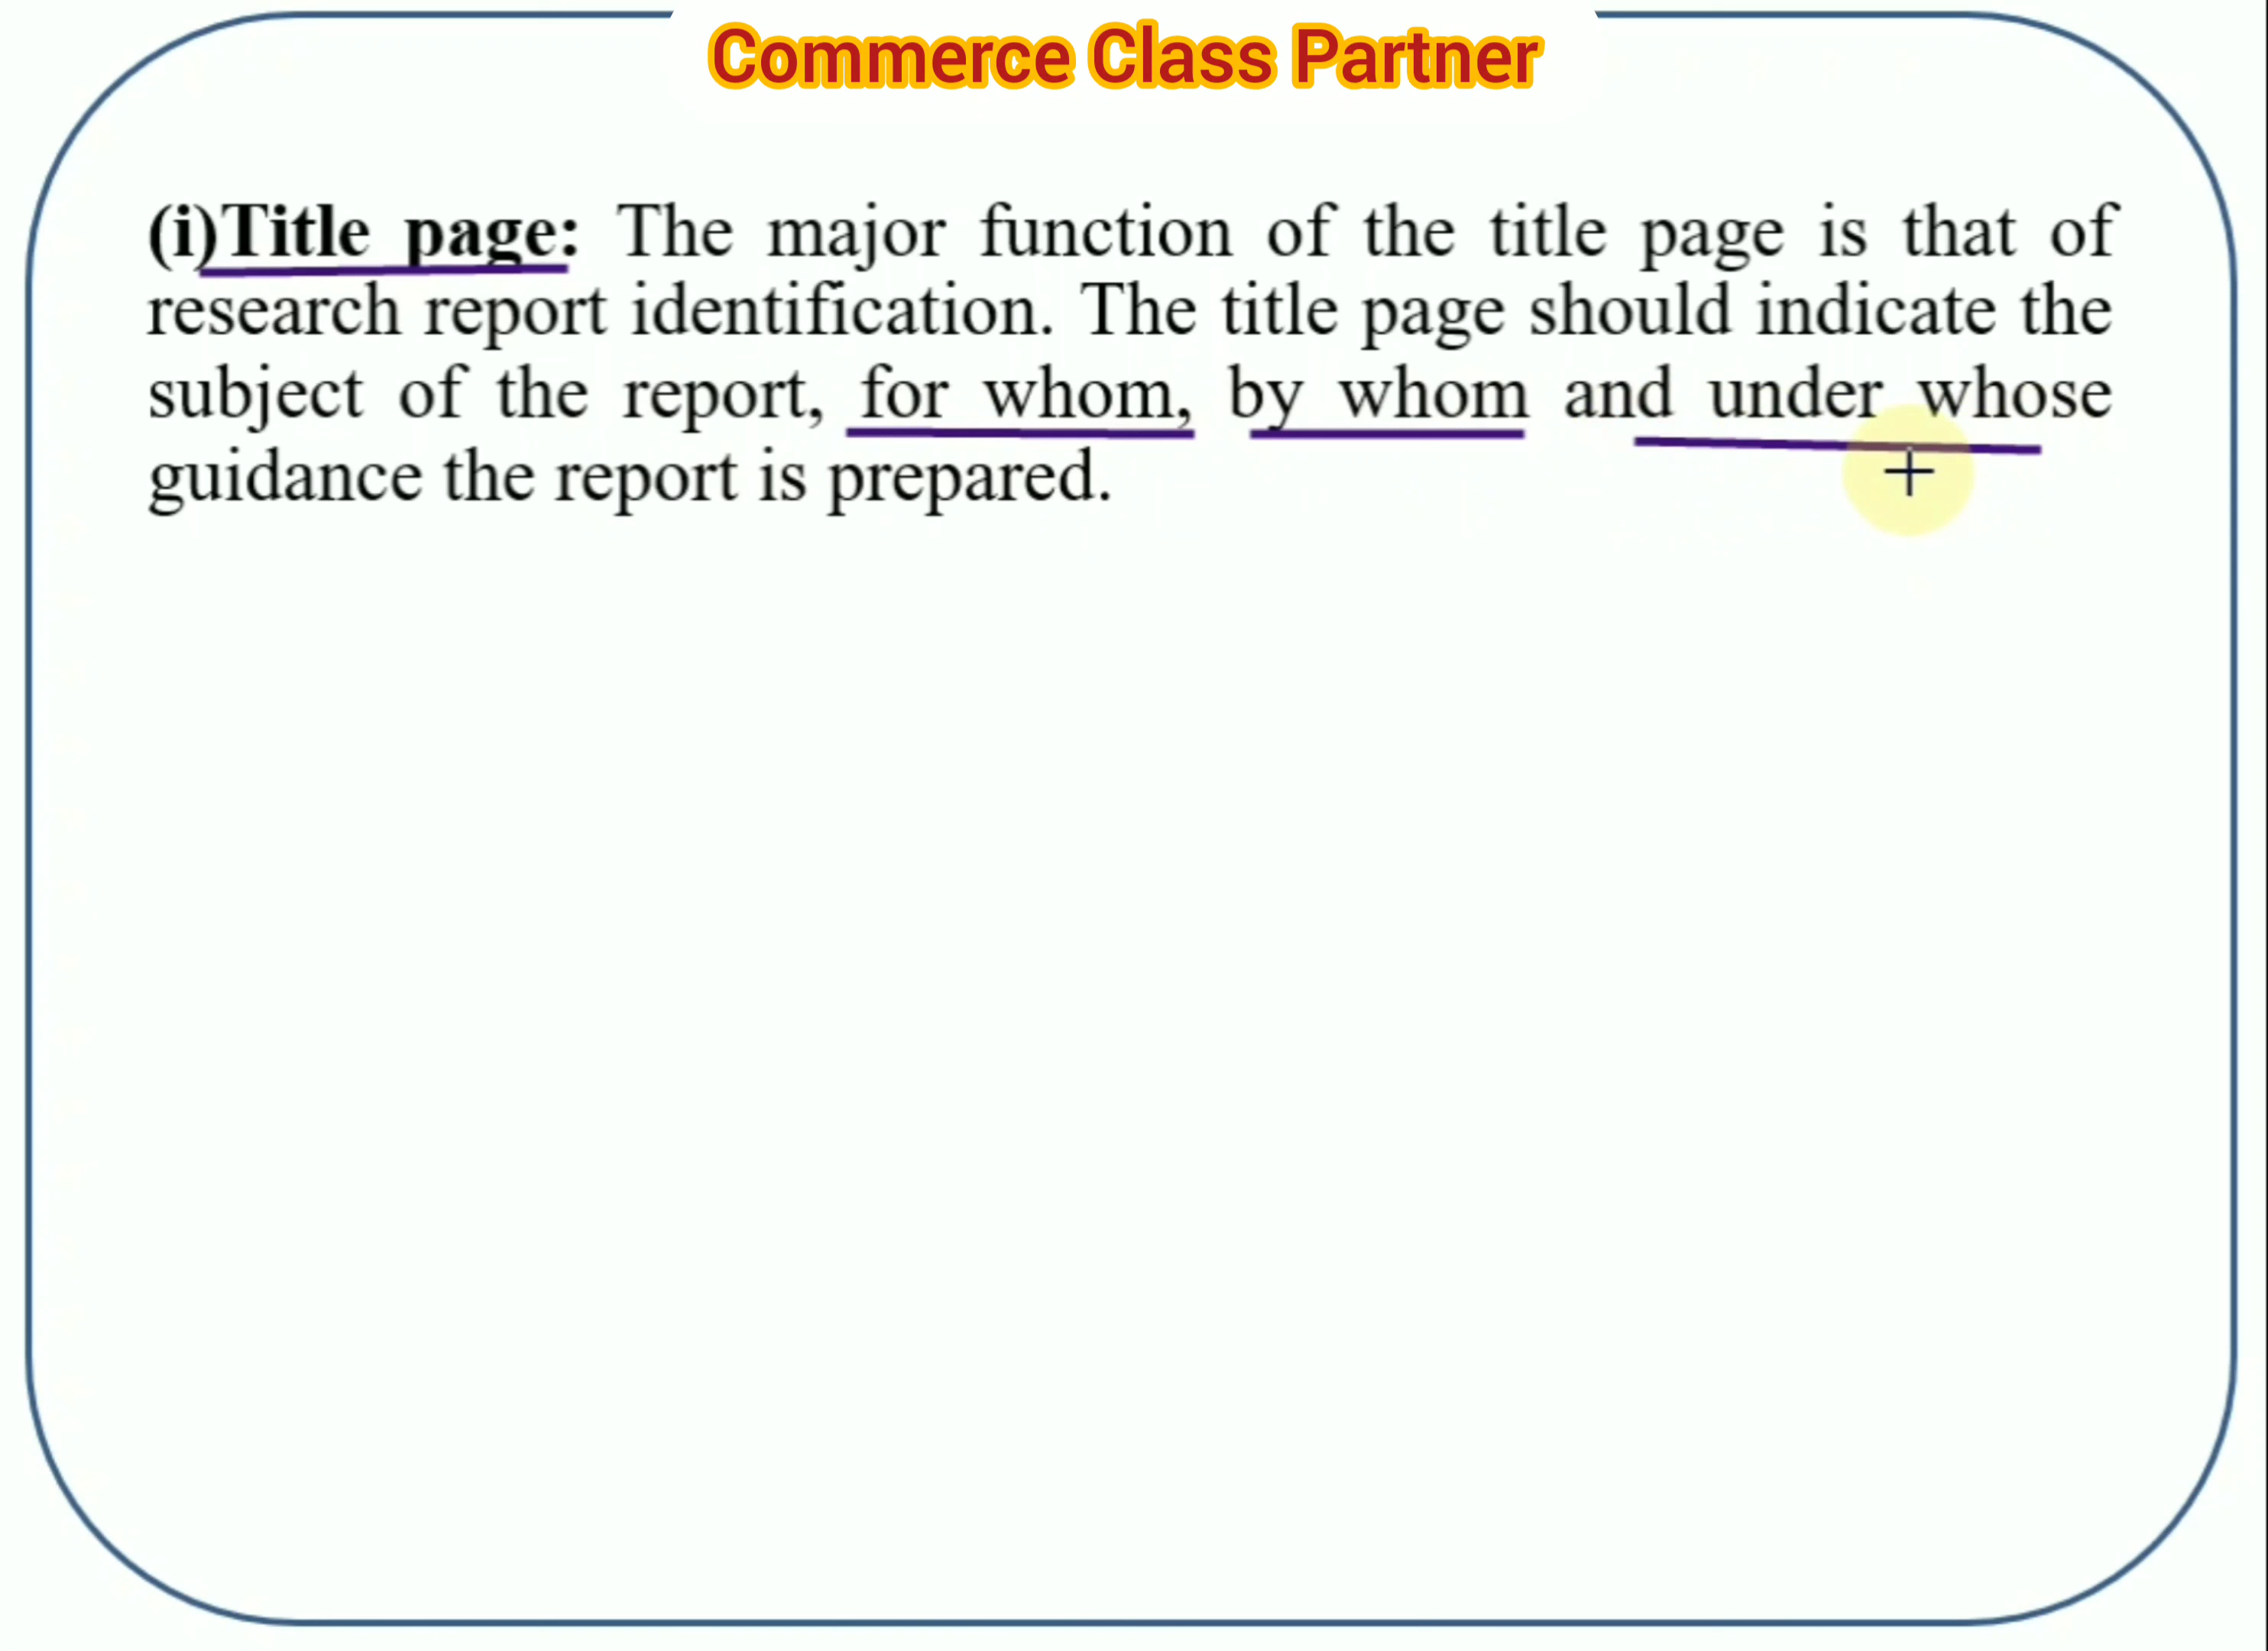 Commerce Class Partner
(i)Title page: The major function of the title page is that of
research report identification. The title page should indicate the
subject of the report, for whom, by whom and under whose
guidance the report is prepared.